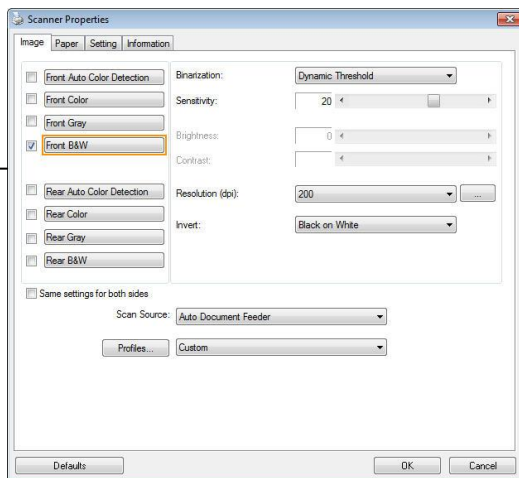 Scanner Properties
Image Paper Setting Information
Front Auto Color Detection
Front Color
Front Gray
Front B&W
Rear Auto Color Detection
Rear Color
Rear Gray
Rear B&W
Binarization: Dynamic Threshold
Sensitivity: 20
Brightness: 0
Contrast:
Resolution (dpi): 200 ...
Invert: Black on White
Same settings for both sides
Scan Source: Auto Document Feeder
Profiles... Custom
Defaults OK Cancel